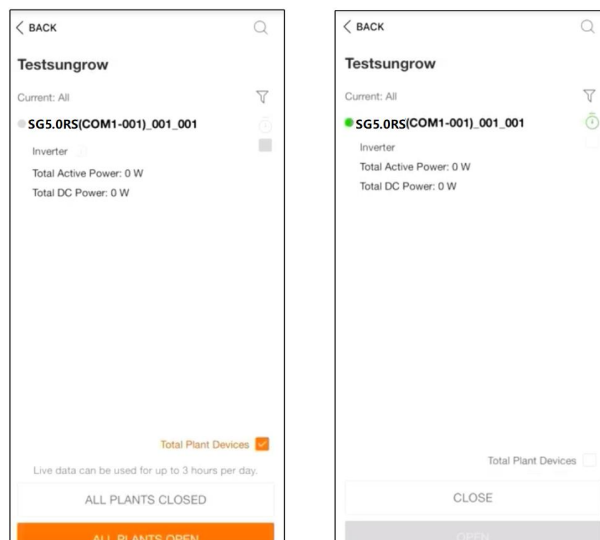 BACK
Testsungrow
Current: All
SG5.0RS(COM1-001)_001_001
Inverter
Total Active Power: 0 W
Total DC Power: 0 W
Total Plant Devices
Live data can be used for up to 3 hours per day.
ALL PLANTS CLOSED
ALL PLANTS OPEN
BACK
Testsungrow
Current: All
SG5.0RS(COM1-001)_001_001
Inverter
Total Active Power: 0 W
Total DC Power: 0 W
Total Plant Devices
CLOSE
OPEN